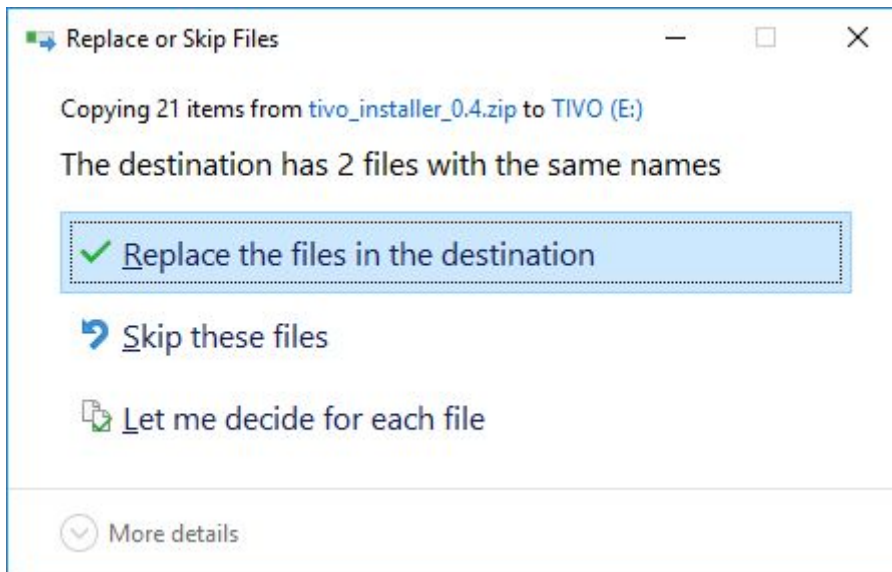 Replace or Skip Files
Copying 21 items from tivo_installer_0.4.zip to TIVO (E:)
The destination has 2 files with the same names
Replace the files in the destination
Skip these files
Let me decide for each file
More details